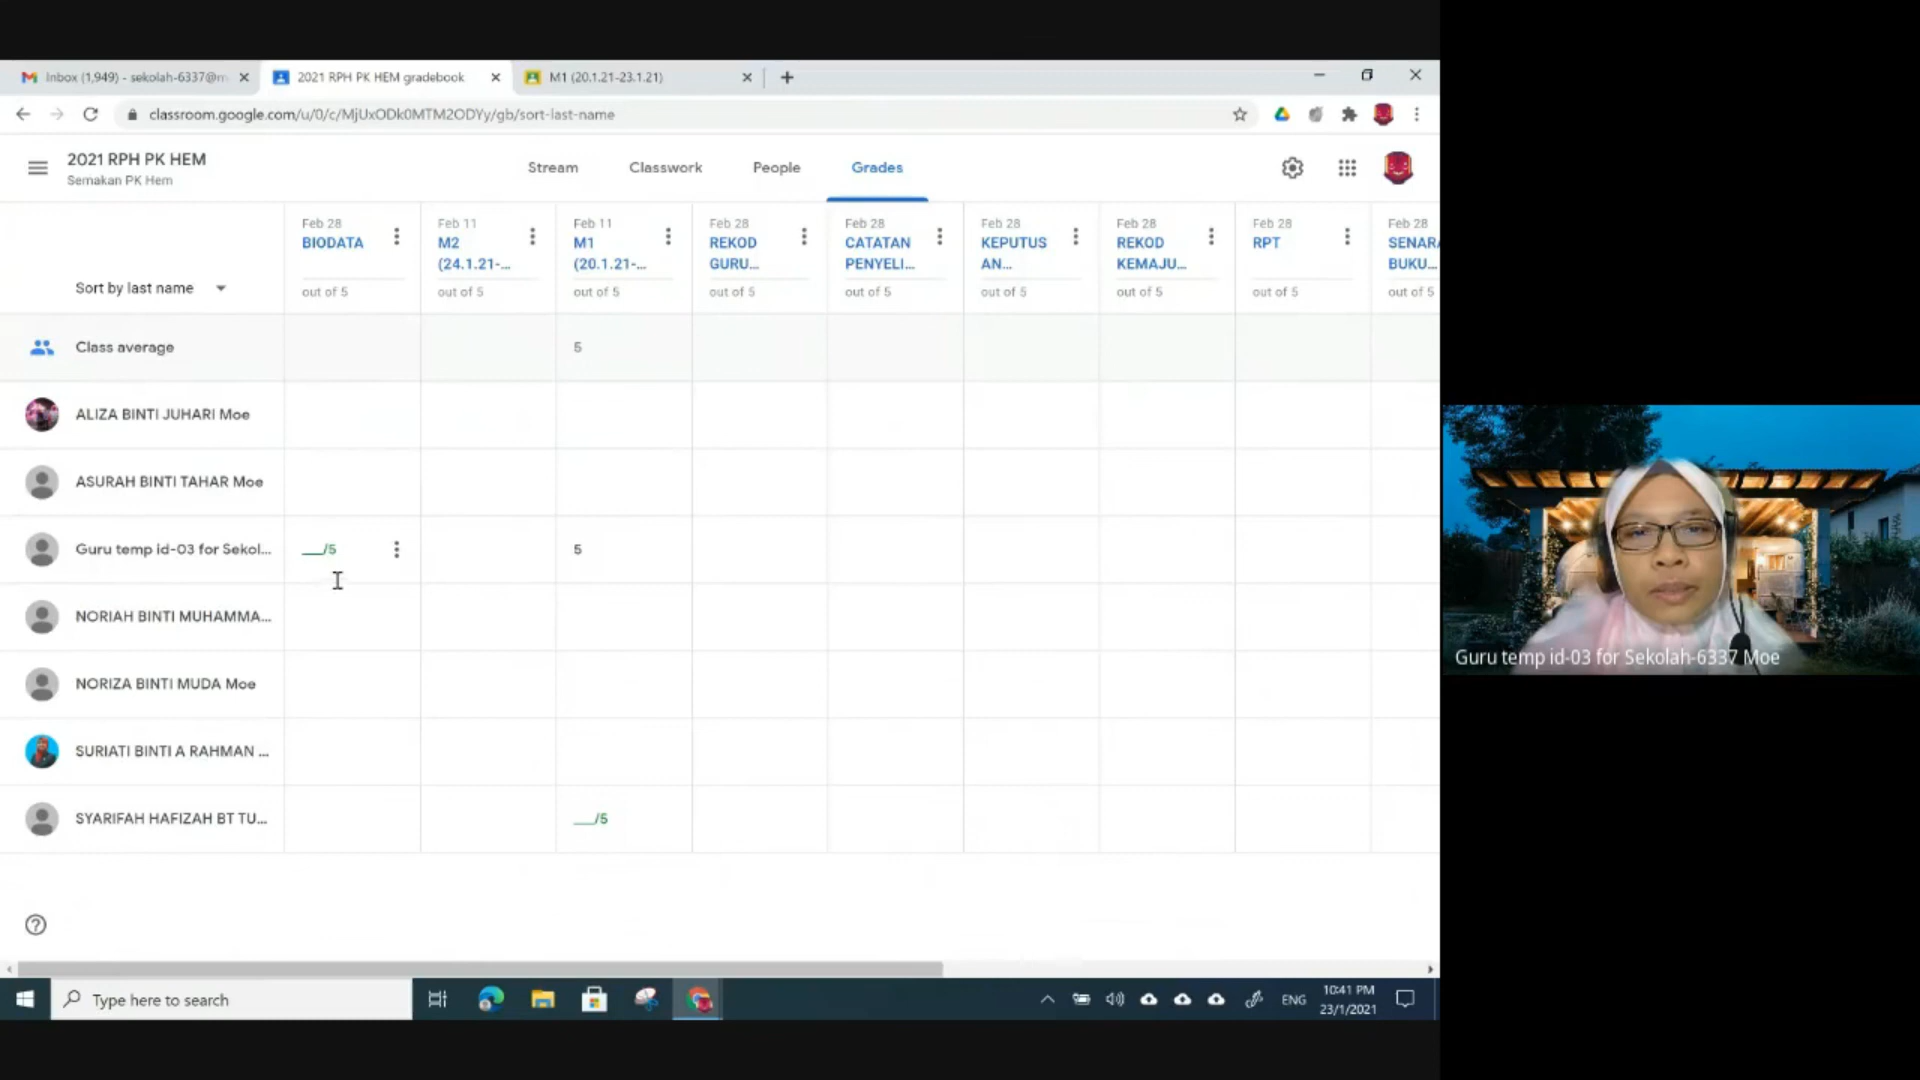 Inbox (1,949) - sekolah-6337@m
2021 RPH PK HEM gradebook
M1 (20.1.21-23.1.21)
classroom.google.com/u/0/c/MjUxODk0MTM2ODYy/gb/sort-last-name
2021 RPH PK HEM
Semakan PK Hem
Stream
Classwork
People
Grades
Sort by last name
Feb 28
BIODATA
out of 5
Feb 11
M2
(24.1.21-...
out of 5
Feb 11
M1
(20.1.21-...
out of 5
Feb 28
REKOD
GURU...
out of 5
Feb 28
CATATAN
PENYELI...
out of 5
Feb 28
KEPUTUS
AN...
out of 5
Feb 28
REKOD
KEMAJU...
out of 5
Feb 28
RPT
out of 5
Feb 28
SENARA
BUKU...
out of 5
Class average 5
ALIZA BINTI JUHARI Moe
ASURAH BINTI TAHAR Moe
Guru temp id-03 for Sekol... ___/5 5
NORIAH BINTI MUHAMMA...
NORIZA BINTI MUDA Moe
SURIATI BINTI A RAHMAN ...
SYARIFAH HAFIZAH BT TU... ___/5
Guru temp id-03 for Sekolah-6337 Moe
Type here to search
ENG
10:41 PM
23/1/2021